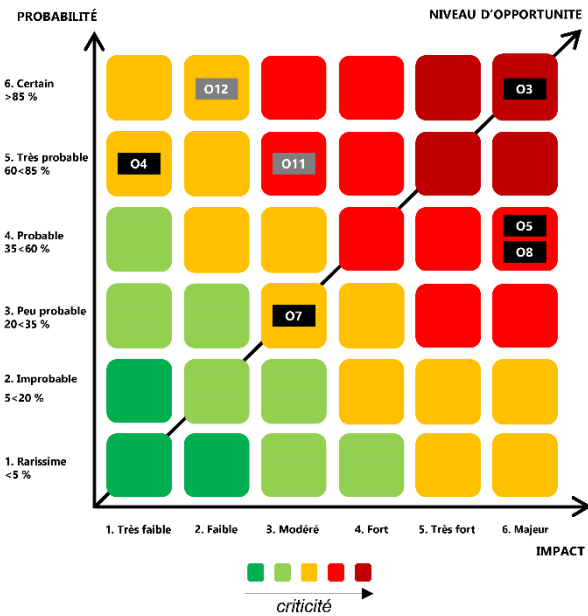 PROBABILITÉ
NIVEAU D'OPPORTUNITE
6. Certain
>85 %
O12
O3
5. Très probable
60<85 %
O4
O11
4. Probable
35<60 %
O5
O8
3. Peu probable
20<35 %
O7
2. Improbable
5<20 %
1. Rarissime
<5 %
1. Très faible
2. Faible
3. Modéré
4. Fort
5. Très fort
6. Majeur
IMPACT
criticité